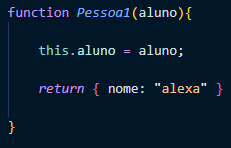 function Pessoa1(aluno){
this.aluno = aluno;
return { nome: "alexa" }
}